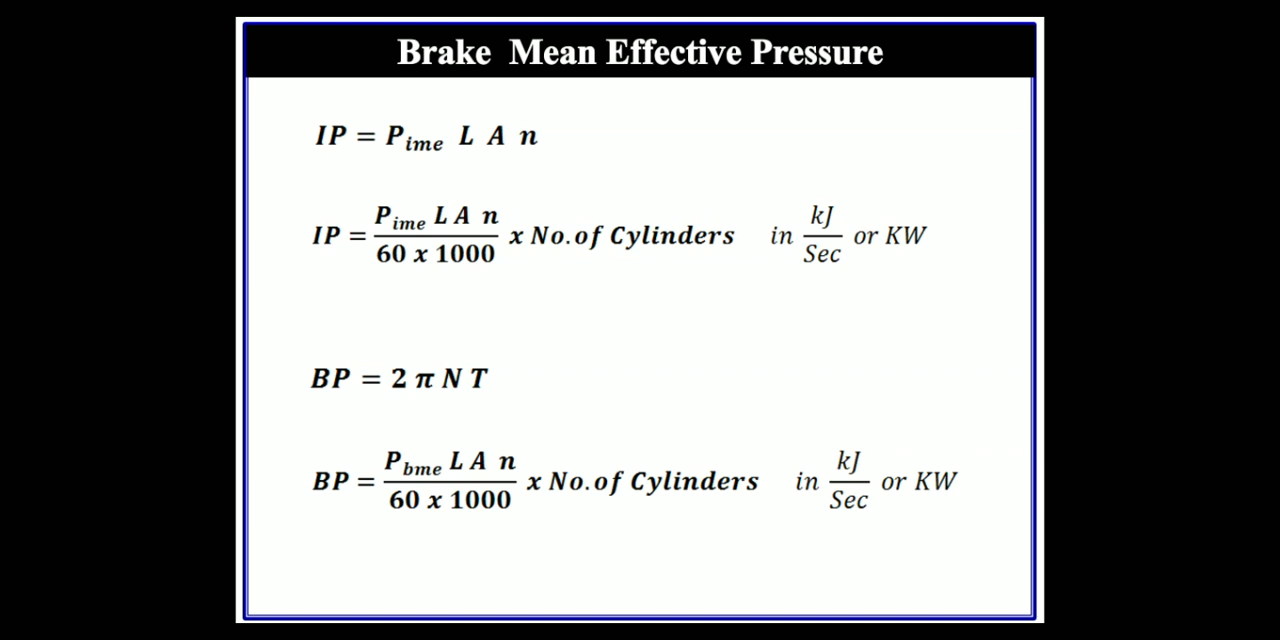 Brake Mean Effective Pressure
IP = P_ime L A n
IP = (P_ime L A n)/(60 x 1000) x No.of Cylinders in kJ/Sec or KW
BP = 2 π N T
BP = (P_bme L A n)/(60 x 1000) x No.of Cylinders in kJ/Sec or KW